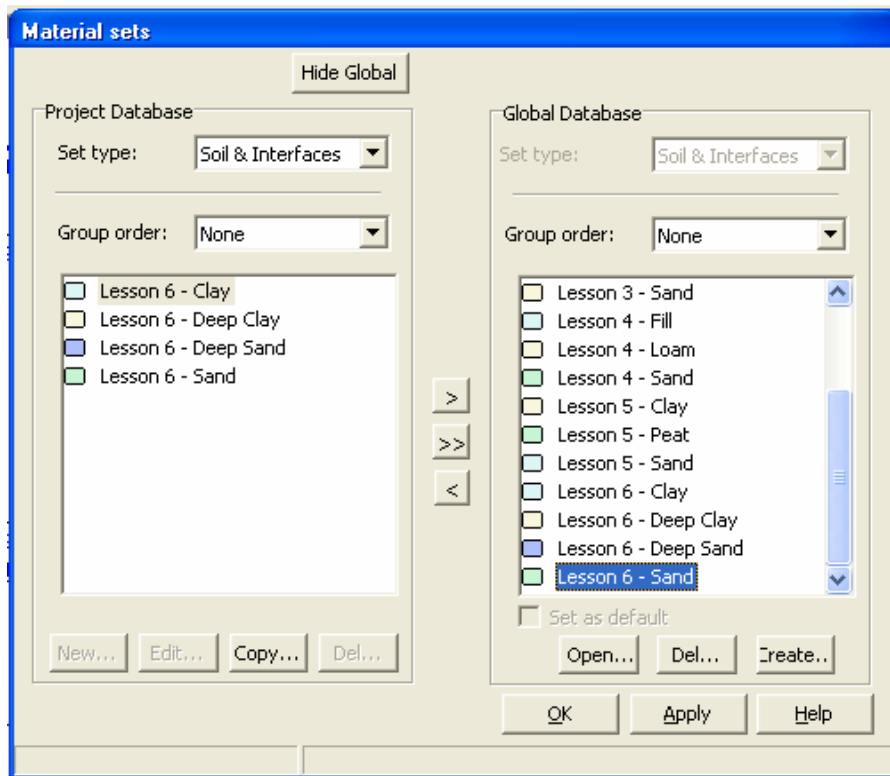 Material sets
Hide Global
Project Database
Set type: Soil & Interfaces
Group order: None
Lesson 6 - Clay
Lesson 6 - Deep Clay
Lesson 6 - Deep Sand
Lesson 6 - Sand
New... Edit... Copy... Del...
>
>>
<
Global Database
Set type: Soil & Interfaces
Group order: None
Lesson 3 - Sand
Lesson 4 - Fill
Lesson 4 - Loam
Lesson 4 - Sand
Lesson 5 - Clay
Lesson 5 - Peat
Lesson 5 - Sand
Lesson 6 - Clay
Lesson 6 - Deep Clay
Lesson 6 - Deep Sand
Lesson 6 - Sand
Set as default
Open... Del... Create..
OK Apply Help